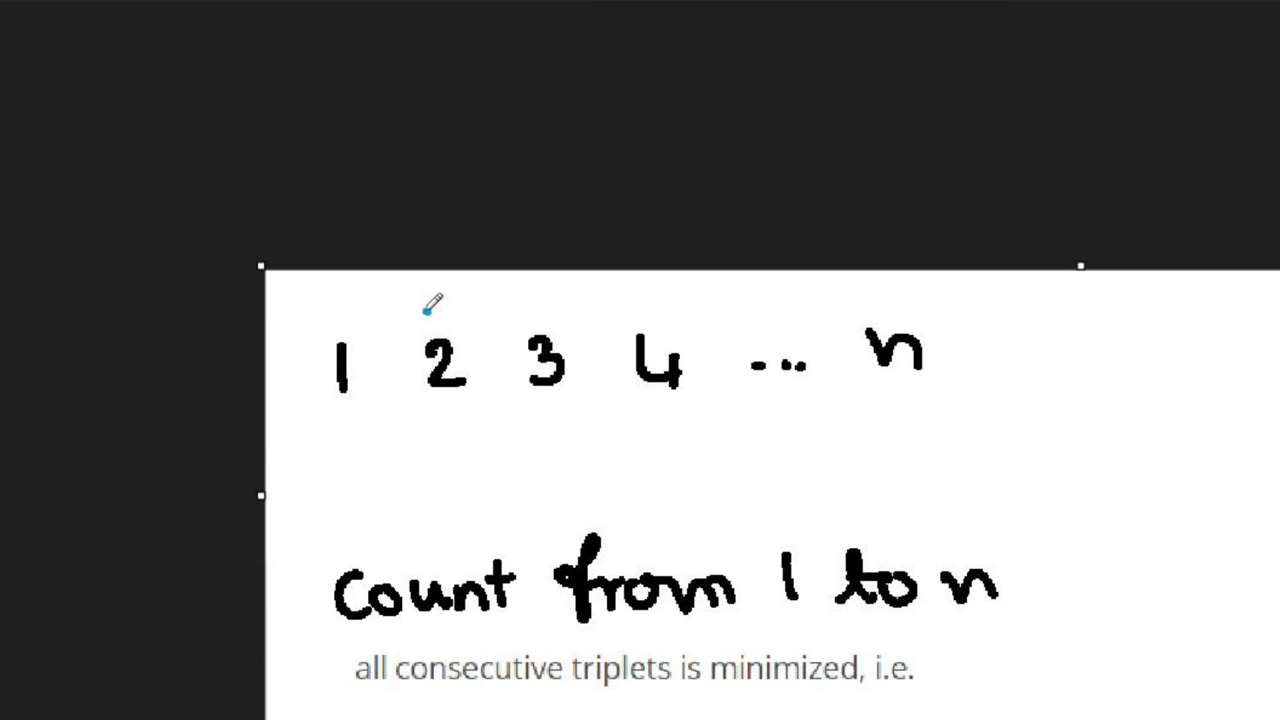 1 2 3 4 ... n
Count from 1 to n
all consecutive triplets is minimized, i.e.